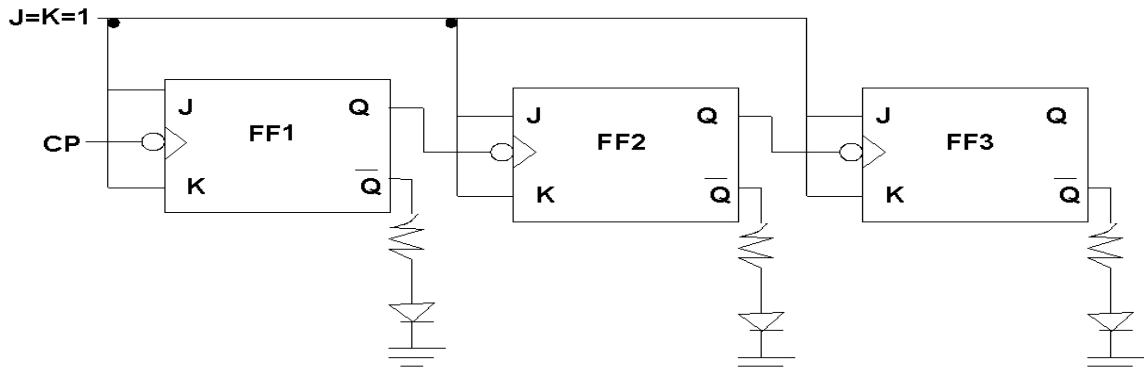 J=K=1
J Q
FF1
CP
K Q̅
J Q
FF2
K Q̅
J Q
FF3
K Q̅